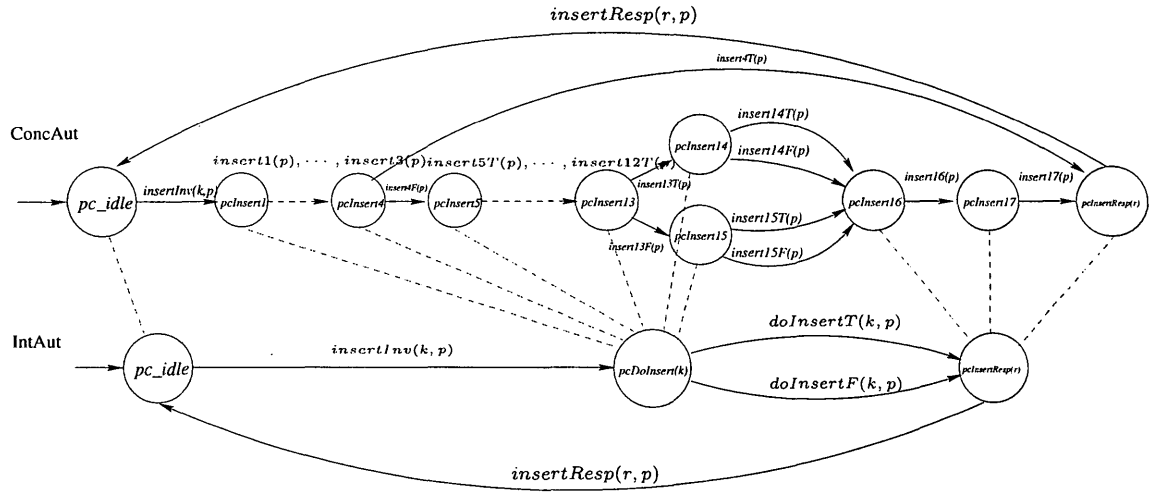 insertResp(r, p)
insert4T(p)
ConcAut
insert14T(p)
pcInsert14
insert14F(p)
insert1(p), ··· , insert3(p) insert5T(p), ··· , insert12T(
insertInv(k,p)
insert4F(p)
insert13T(p)
insert16(p)
insert17(p)
pc_idle
pcInsert1
pcInsert4
pcInsert5
pcInsert13
pcInsert16
pcInsert17
pcInsertResp(r)
insert15T(p)
pcInsert15
insert13F(p)
insert15F(p)
doInsertT(k, p)
IntAut
insertInv(k, p)
pc_idle
pcDoInsert(k)
pcInsertResp(r)
doInsertF(k, p)
insertResp(r, p)